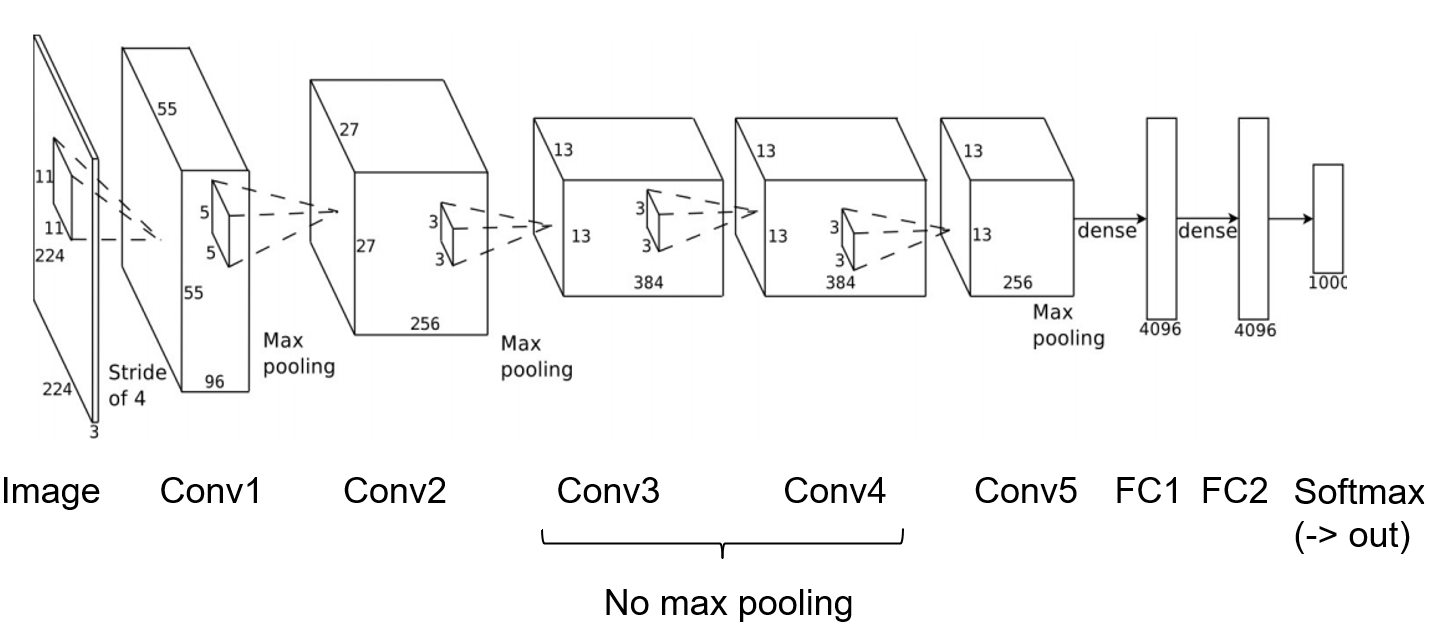 11
11
224
224
3
Stride
of 4
55
55
96
5
5
Max
pooling
27
27
256
3
3
Max
pooling
13
13
384
3
3
13
13
384
3
3
13
13
256
Max
pooling
dense
4096
dense
4096
1000
Image
Conv1
Conv2
Conv3
Conv4
Conv5
FC1
FC2
Softmax
(-> out)
No max pooling